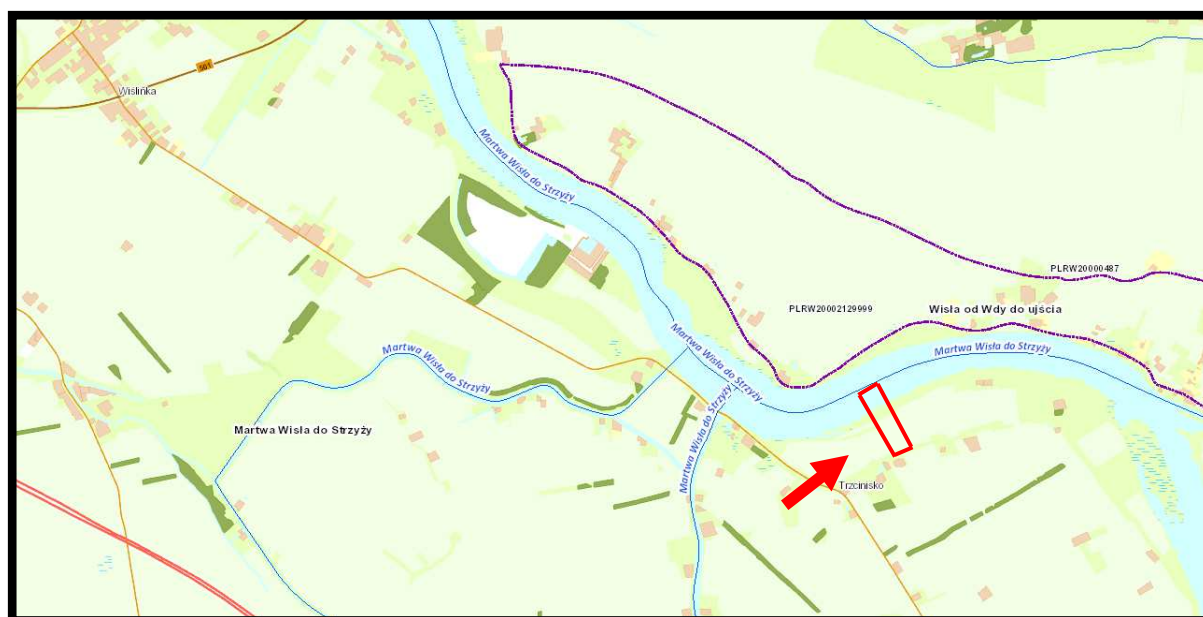 501
Wiślinka
Martwa Wisła do Strzyży
PLRW20000487
PLRW20002129999
Wisła od Wdy do ujścia
Martwa Wisła do Strzyży
Martwa Wisła do Strzyży
Martwa Wisła do Strzyży
Martwa Wisła do Strzyży
Martwa Wisła do Strzyży
Trzcinisko